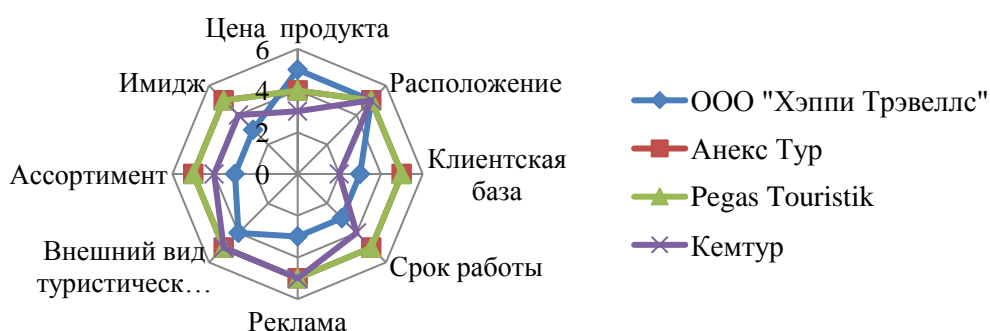 Цена продукта
6
Имидж
Расположение
4
2
0
Ассортимент
Клиентская
база
Внешний вид
туристическ…
Срок работы
Реклама
ООО "Хэппи Трэвеллс"
Анекс Тур
Pegas Touristik
Кемтур